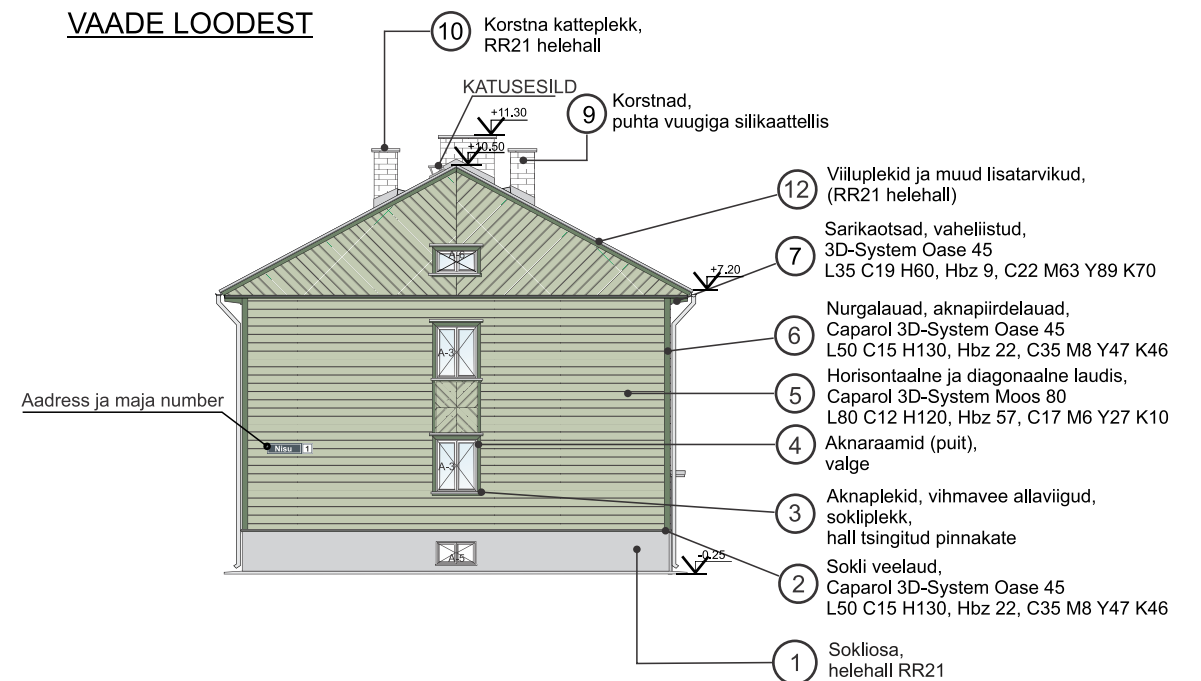 VAADE LOODEST
10
Korstna katteplekk,
RR21 helehall
KATUSESILD
+11.30
9
Korstnad,
puhta vuugiga silikaattellis
+10.50
12
Viiluplekid ja muud lisatarvikud,
(RR21 helehall)
7
Sarikaotsad, vaheliistud,
3D-System Oase 45
L35 C19 H60, Hbz 9, C22 M63 Y89 K70
+7.20
6
Nurgalauad, aknapiirdelauad,
Caparol 3D-System Oase 45
L50 C15 H130, Hbz 22, C35 M8 Y47 K46
A-3
5
Horisontaalne ja diagonaalne laudis,
Caparol 3D-System Moos 80
L80 C12 H120, Hbz 57, C17 M6 Y27 K10
Aadress ja maja number
Nisu 1
4
Aknaraamid (puit),
valge
A-3
3
Aknaplekid, vihmavee allaviigud,
sokliplekk,
hall tsingitud pinnakate
A-5
-0.25
2
Sokli veelaud,
Caparol 3D-System Oase 45
L50 C15 H130, Hbz 22, C35 M8 Y47 K46
1
Sokliosa,
helehall RR21